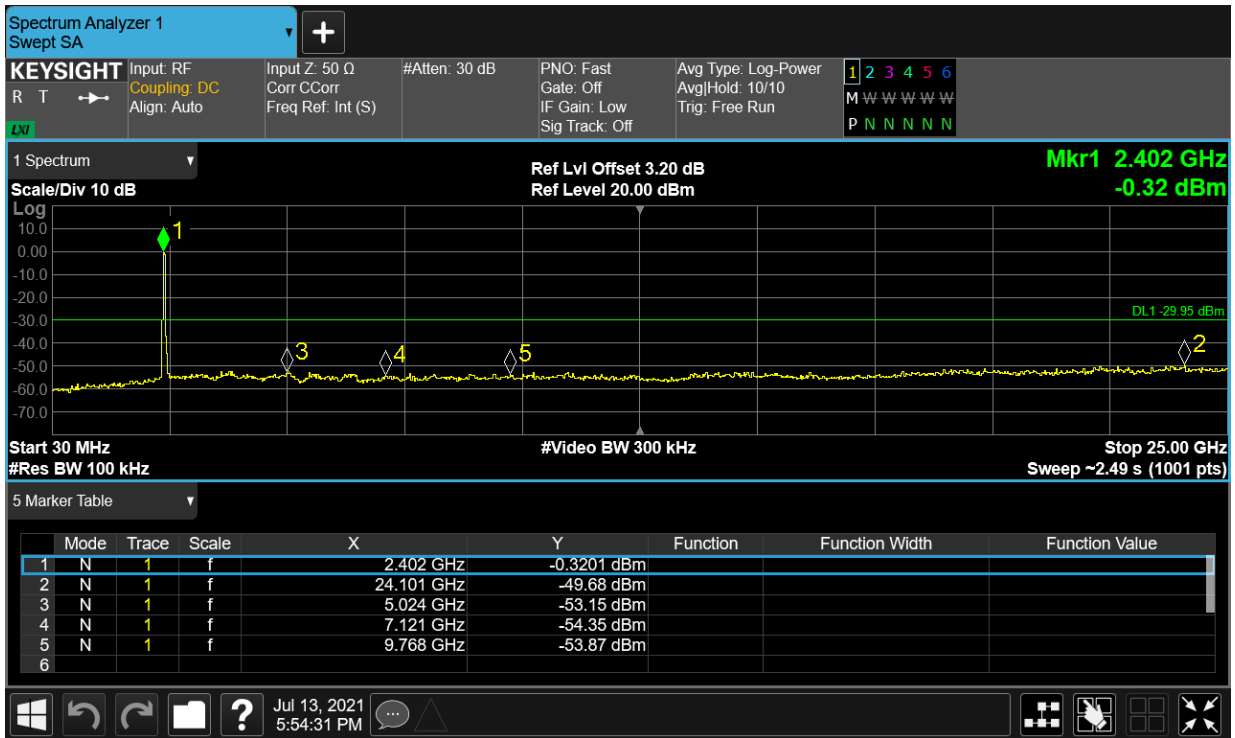 Spectrum Analyzer 1
Swept SA
+
KEYSIGHT
R T
LXI
Input: RF
Coupling: DC
Align: Auto
Input Z: 50 Ω
Corr CCorr
Freq Ref: Int (S)
#Atten: 30 dB
PNO: Fast
Gate: Off
IF Gain: Low
Sig Track: Off
Avg Type: Log-Power
Avg|Hold: 10/10
Trig: Free Run
1 2 3 4 5 6
M W W W W W
P N N N N N
1 Spectrum
Scale/Div 10 dB
Ref Lvl Offset 3.20 dB
Ref Level 20.00 dBm
Mkr1 2.402 GHz
-0.32 dBm
Log
10.0
0.00
-10.0
-20.0
-30.0
-40.0
-50.0
-60.0
-70.0
1
DL1 -29.95 dBm
3
4
5
2
Start 30 MHz
#Video BW 300 kHz
Stop 25.00 GHz
#Res BW 100 kHz
Sweep ~2.49 s (1001 pts)
5 Marker Table
Mode Trace Scale X Y Function Function Width Function Value
1 N 1 f 2.402 GHz -0.3201 dBm
2 N 1 f 24.101 GHz -49.68 dBm
3 N 1 f 5.024 GHz -53.15 dBm
4 N 1 f 7.121 GHz -54.35 dBm
5 N 1 f 9.768 GHz -53.87 dBm
6
?
Jul 13, 2021
5:54:31 PM